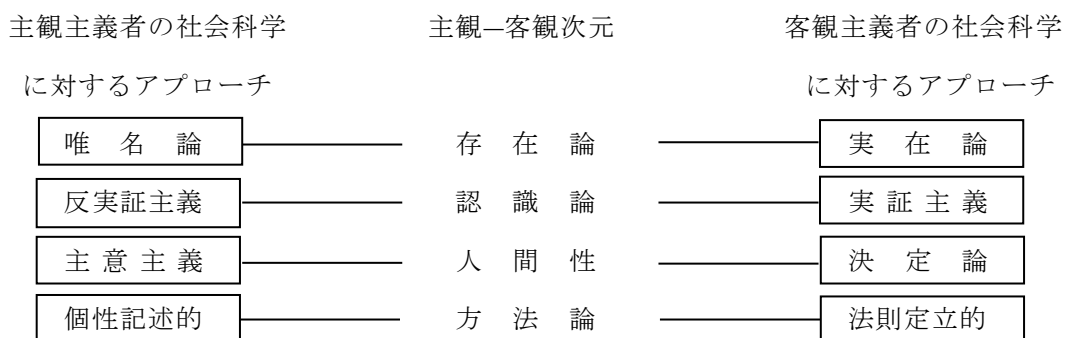 主観主義者の社会科学 主観―客観次元 客観主義者の社会科学
に対するアプローチ に対するアプローチ
唯名論 存在論 実在論
反実証主義 認識論 実証主義
主意主義 人間性 決定論
個性記述的 方法論 法則定立的